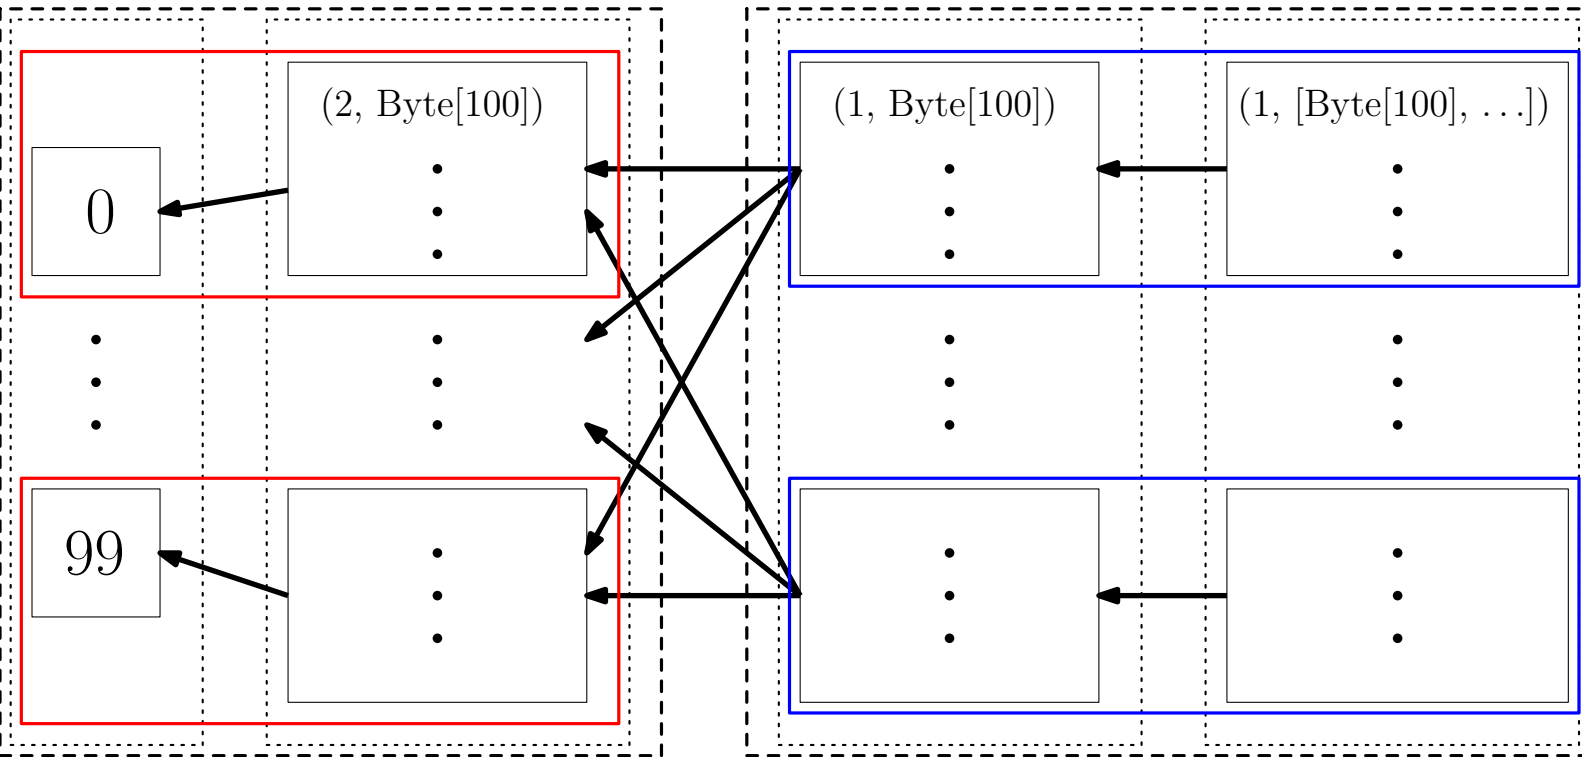 (2, Byte[100])
(1, Byte[100])
(1, [Byte[100], ...])
0
99